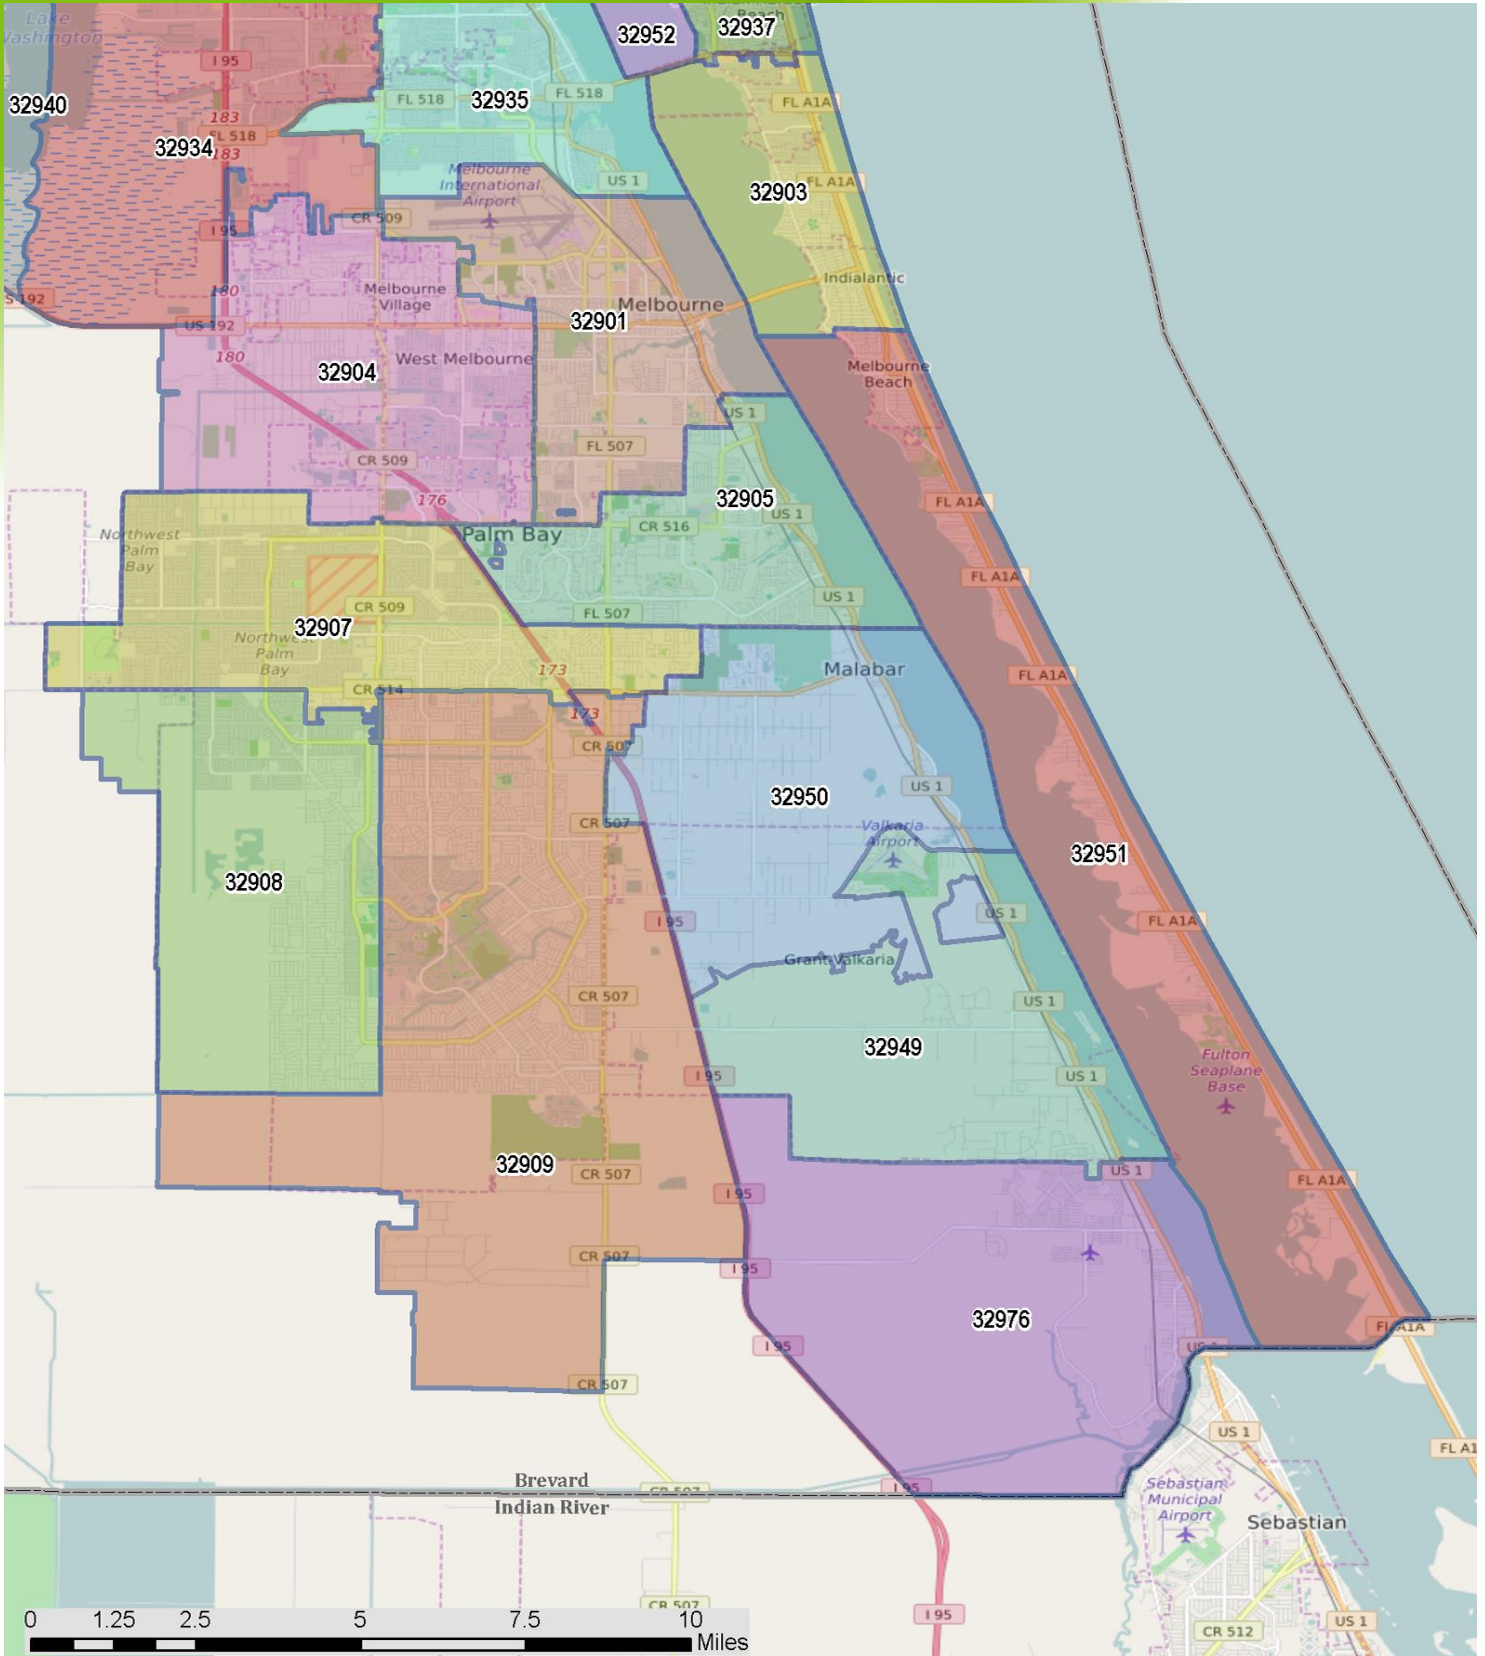 Lake
Washington
Beach
32952
32937
I 95
32940
FL 518
32935
FL 518
FL A1A
183
FL 518
32934
183
Melbourne
International
Airport
US 1
32903
FL A1A
CR 509
I 95
180
Melbourne
Village
Indialantic
US 192
Melbourne
32901
180
West Melbourne
32904
Melbourne
Beach
US 1
FL 507
CR 509
176
32905
US 1
FL A1A
CR 516
Northwest
Palm
Bay
Palm Bay
FL A1A
CR 509
US 1
FL 507
32907
Northwest
Palm
Bay
173
Malabar
FL A1A
CR 514
173
CR 507
US 1
32950
CR 507
Valkaria
Airport
32951
32908
US 1
I 95
FL A1A
Grant-Valkaria
CR 507
US 1
32949
Fulton
Seaplane
Base
I 95
US 1
32909
CR 507
US 1
I 95
FL A1A
CR 507
I 95
32976
FL A1A
I 95
US 1
CR 507
US 1
FL A1
Brevard
CR 507
I 95
Indian River
Sebastian
Municipal
Airport
Sebastian
CR 507
I 95
US 1
CR 512
0 1.25 2.5 5 7.5 10
Miles